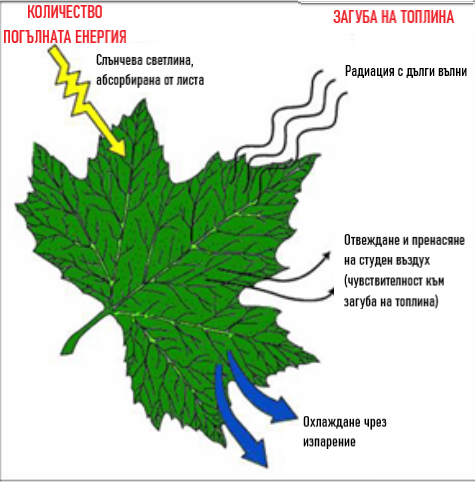 КОЛИЧЕСТВО
ПОГЪЛНАТА ЕНЕРГИЯ
Слънчева светлина,
абсорбирана от листа
ЗАГУБА НА ТОПЛИНА
Радиация с дълги вълни
Отвеждане и пренасяне
на студен въздух
(чувствителност към
загуба на топлина)
Охлаждане чрез
изпарение